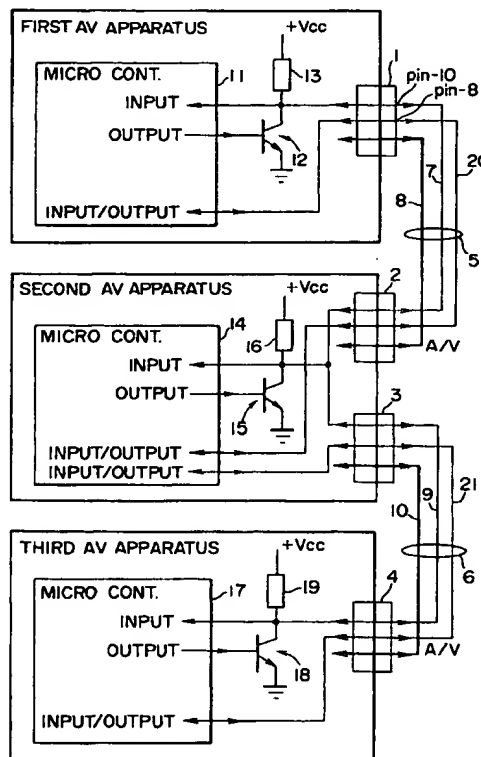 FIRST AV APPARATUS
+Vcc
MICRO CONT.
11
13
1
INPUT
pin-10
pin-8
OUTPUT
12
20
7
8
INPUT/OUTPUT
5
SECOND AV APPARATUS
+Vcc
2
MICRO CONT.
14
16
INPUT
A/V
OUTPUT
15
3
INPUT/OUTPUT
INPUT/OUTPUT
21
10
9
THIRD AV APPARATUS
+Vcc
6
MICRO CONT.
17
19
4
INPUT
OUTPUT
A/V
18
INPUT/OUTPUT